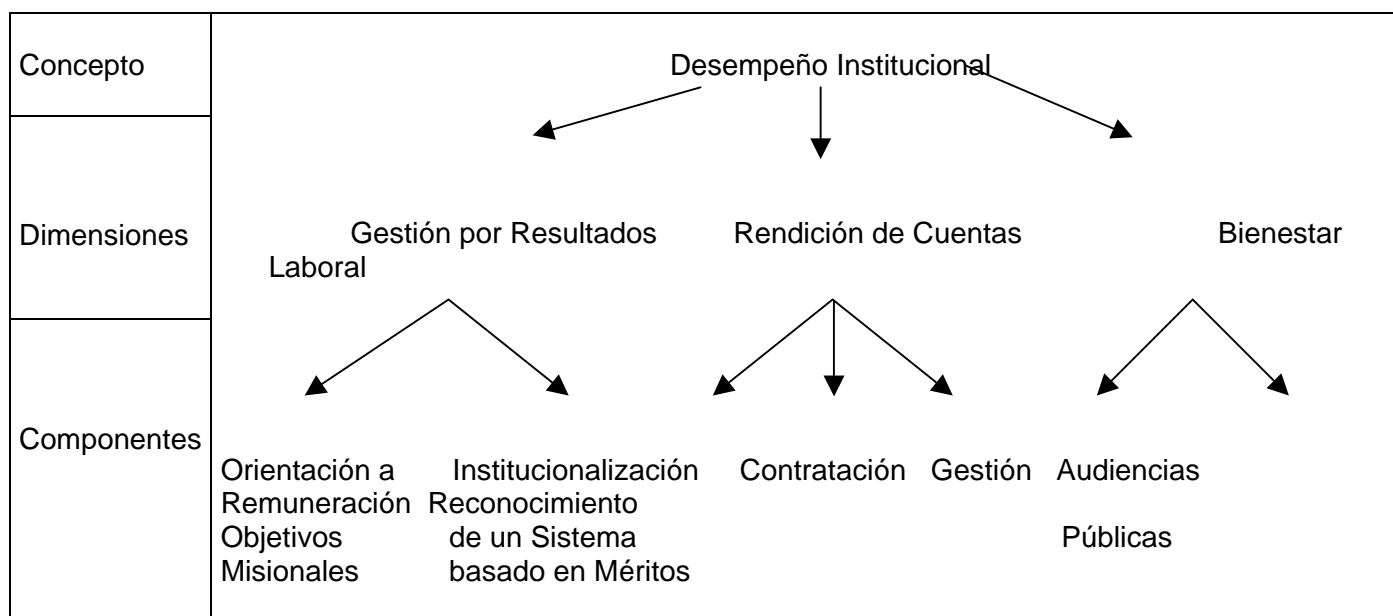 Concepto
Desempeño Institucional
Dimensiones
Gestión por Resultados Rendición de Cuentas Bienestar
Laboral
Componentes
Orientación a Institucionalización Contratación Gestión Audiencias
Remuneración Reconocimiento
Objetivos de un Sistema Públicas
Misionales basado en Méritos